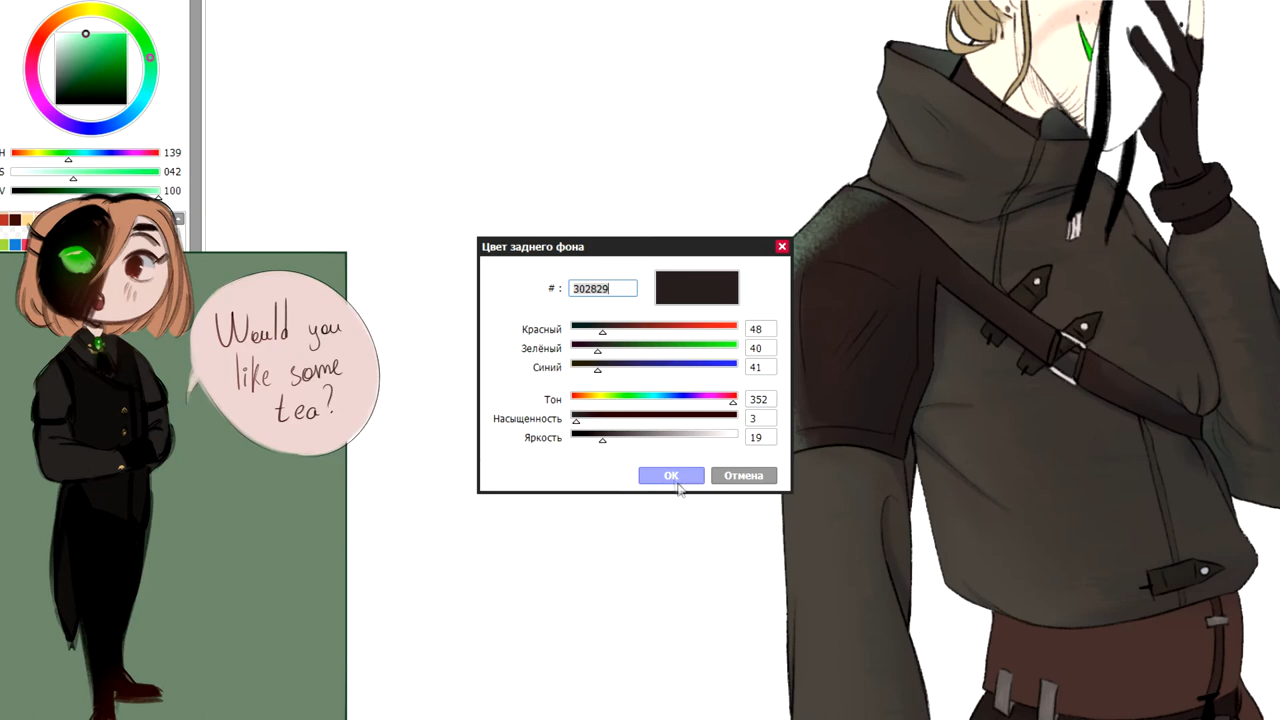 H 139
S 042
V 100
Would you
like some
tea?
Цвет заднего фона
# : 302829
Красный 48
Зелёный 40
Синий 41
Тон 352
Насыщенность 3
Яркость 19
OK Отмена